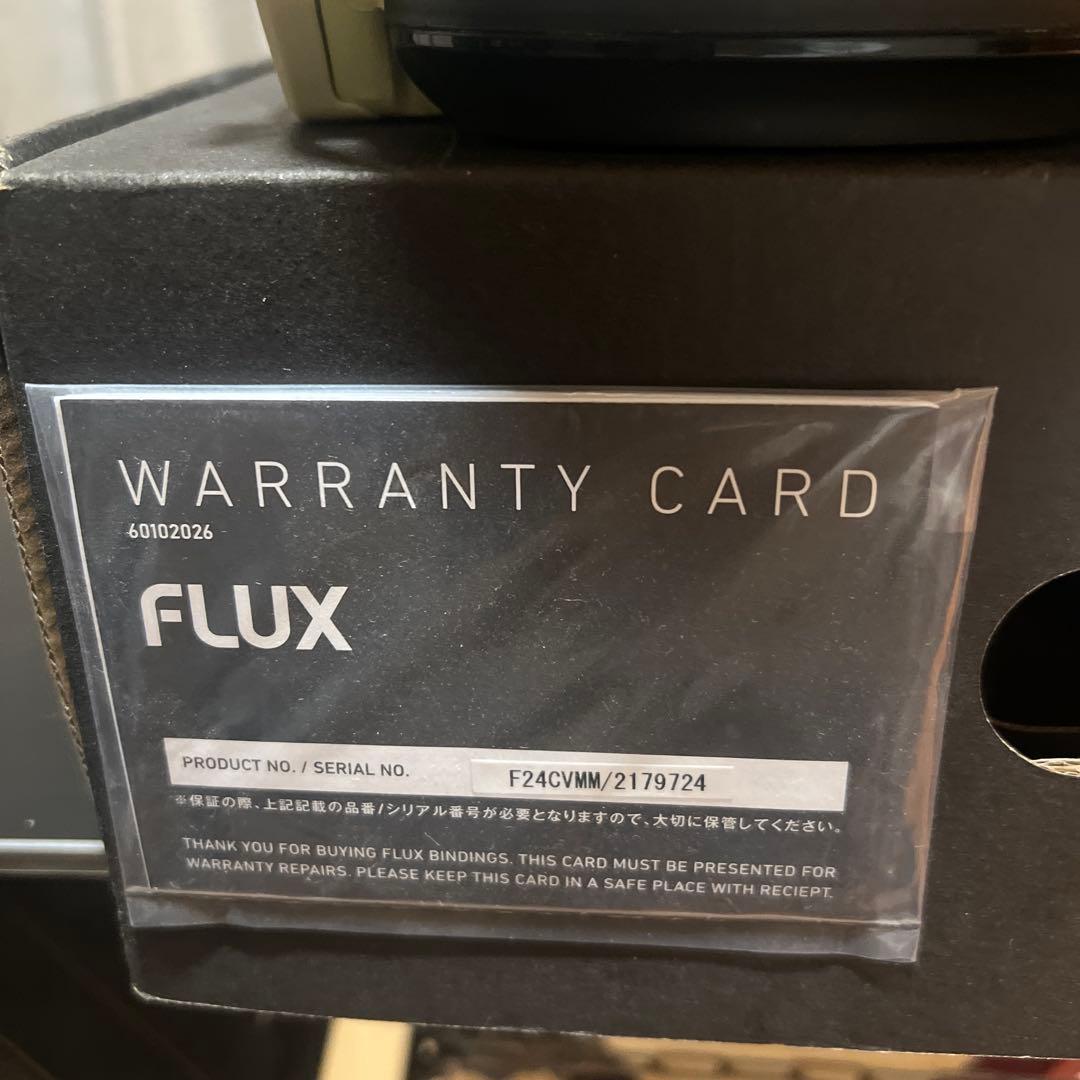 WARRANTY CARD
60102026
FLUX
PRODUCT NO. / SERIAL NO. F24CVMM/2179724
※保証の際、上記記載の品番/シリアル番号が必要となりますので、大切に保管してください。
THANK YOU FOR BUYING FLUX BINDINGS. THIS CARD MUST BE PRESENTED FOR
WARRANTY REPAIRS. PLEASE KEEP THIS CARD IN A SAFE PLACE WITH RECIEPT.